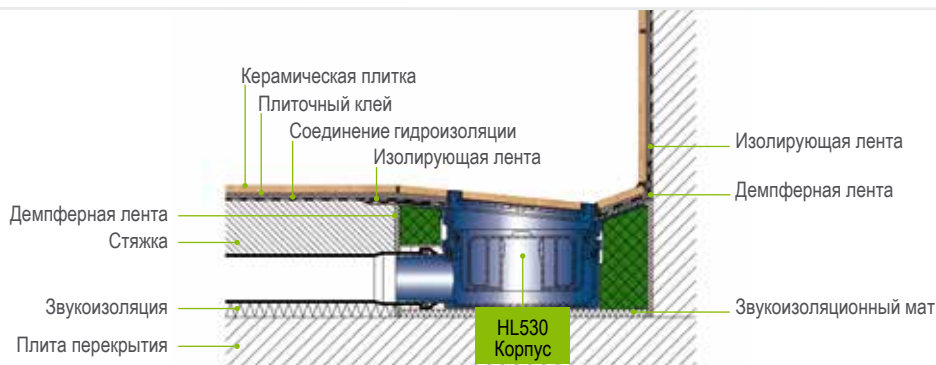 Керамическая плитка
Плиточный клей
Соединение гидроизоляции
Изолирующая лента
Изолирующая лента
Демпферная лента
Демпферная лента
Стяжка
Звукоизоляция
Звукоизоляционный мат
Плита перекрытия
HL530
Корпус